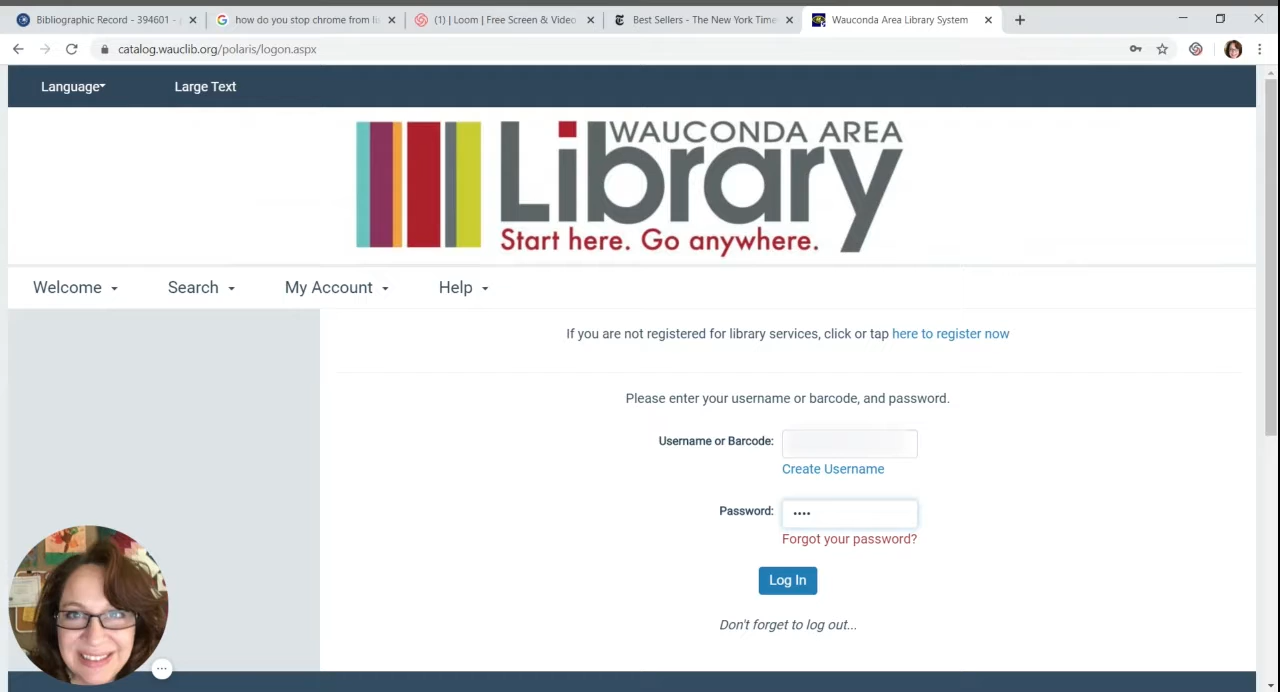 Bibliographic Record - 394601 -
how do you stop chrome from
(1) | Loom | Free Screen & Video
Best Sellers - The New York Time
Wauconda Area Library System
catalog.wauclib.org/polaris/logon.aspx
Language
Large Text
WAUCONDA AREA
Library
Start here. Go anywhere.
Welcome
Search
My Account
Help
If you are not registered for library services, click or tap here to register now
Please enter your username or barcode, and password.
Username or Barcode:
Create Username
Password: ••••
Forgot your password?
Log In
Don't forget to log out...